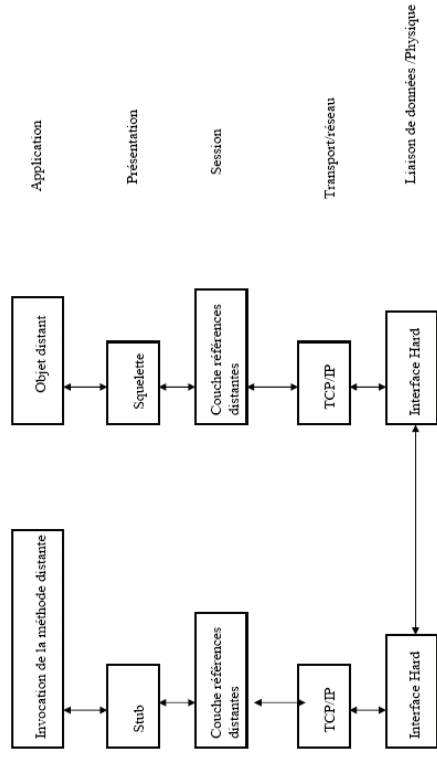 Invocation de la méthode distante
Objet distant
Application
Stub
Squelette
Présentation
Couche références
distantes
Couche références
distantes
Session
TCP/IP
TCP/IP
Transport/réseau
Interface Hard
Interface Hard
Liaison de données /Physique